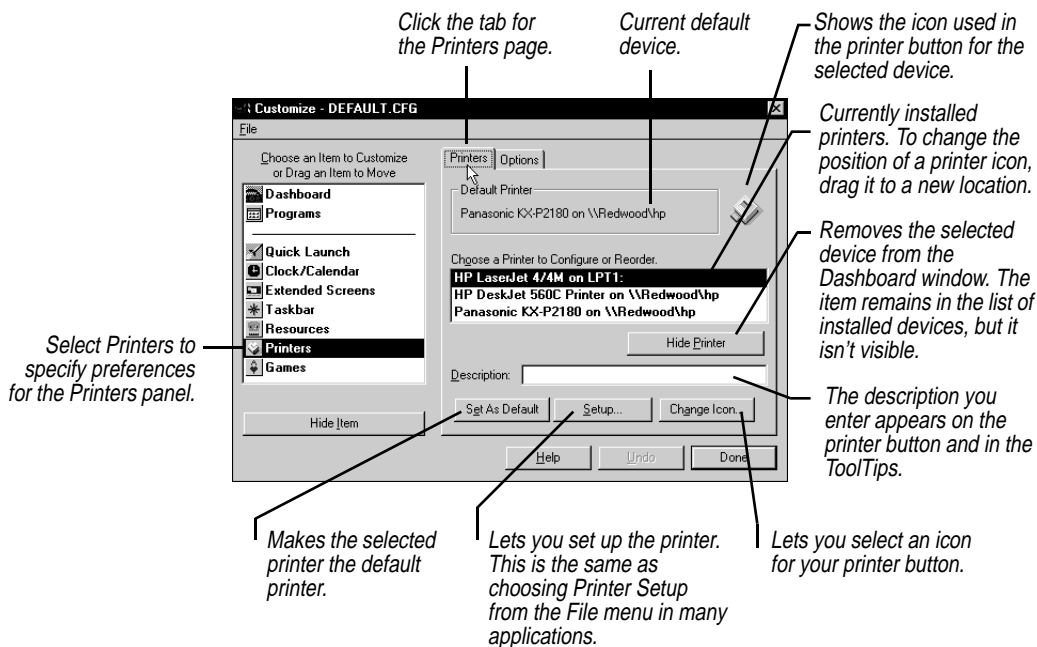 Click the tab for
the Printers page.
Current default
device.
Shows the icon used in
the printer button for the
selected device.
Customize - DEFAULT.CFG
File
Choose an Item to Customize
or Drag an Item to Move
Dashboard
Programs
Quick Launch
Clock/Calendar
Extended Screens
Taskbar
Resources
Printers
Games
Hide Item
Printers
Options
Default Printer
Panasonic KX-P2180 on \\Redwood\hp
Choose a Printer to Configure or Reorder.
HP LaserJet 4/4M on LPT1:
HP DeskJet 560C Printer on \\Redwood\hp
Panasonic KX-P2180 on \\Redwood\hp
Hide Printer
Description:
Set As Default
Setup...
Change Icon...
Help
Undo
Done
Currently installed
printers. To change the
position of a printer icon,
drag it to a new location.
Removes the selected
device from the
Dashboard window. The
item remains in the list of
installed devices, but it
isn't visible.
Select Printers to
specify preferences
for the Printers panel.
The description you
enter appears on the
printer button and in the
ToolTips.
Makes the selected
printer the default
printer.
Lets you set up the printer.
This is the same as
choosing Printer Setup
from the File menu in many
applications.
Lets you select an icon
for your printer button.